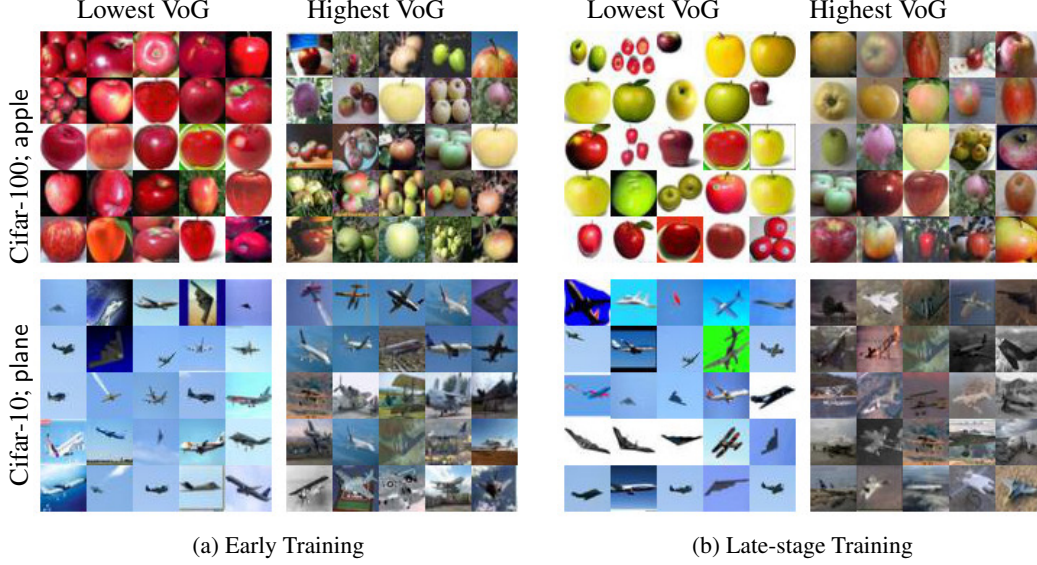 Lowest VoG Highest VoG Lowest VoG Highest VoG
Cifar-100; apple
Cifar-10; plane
(a) Early Training (b) Late-stage Training